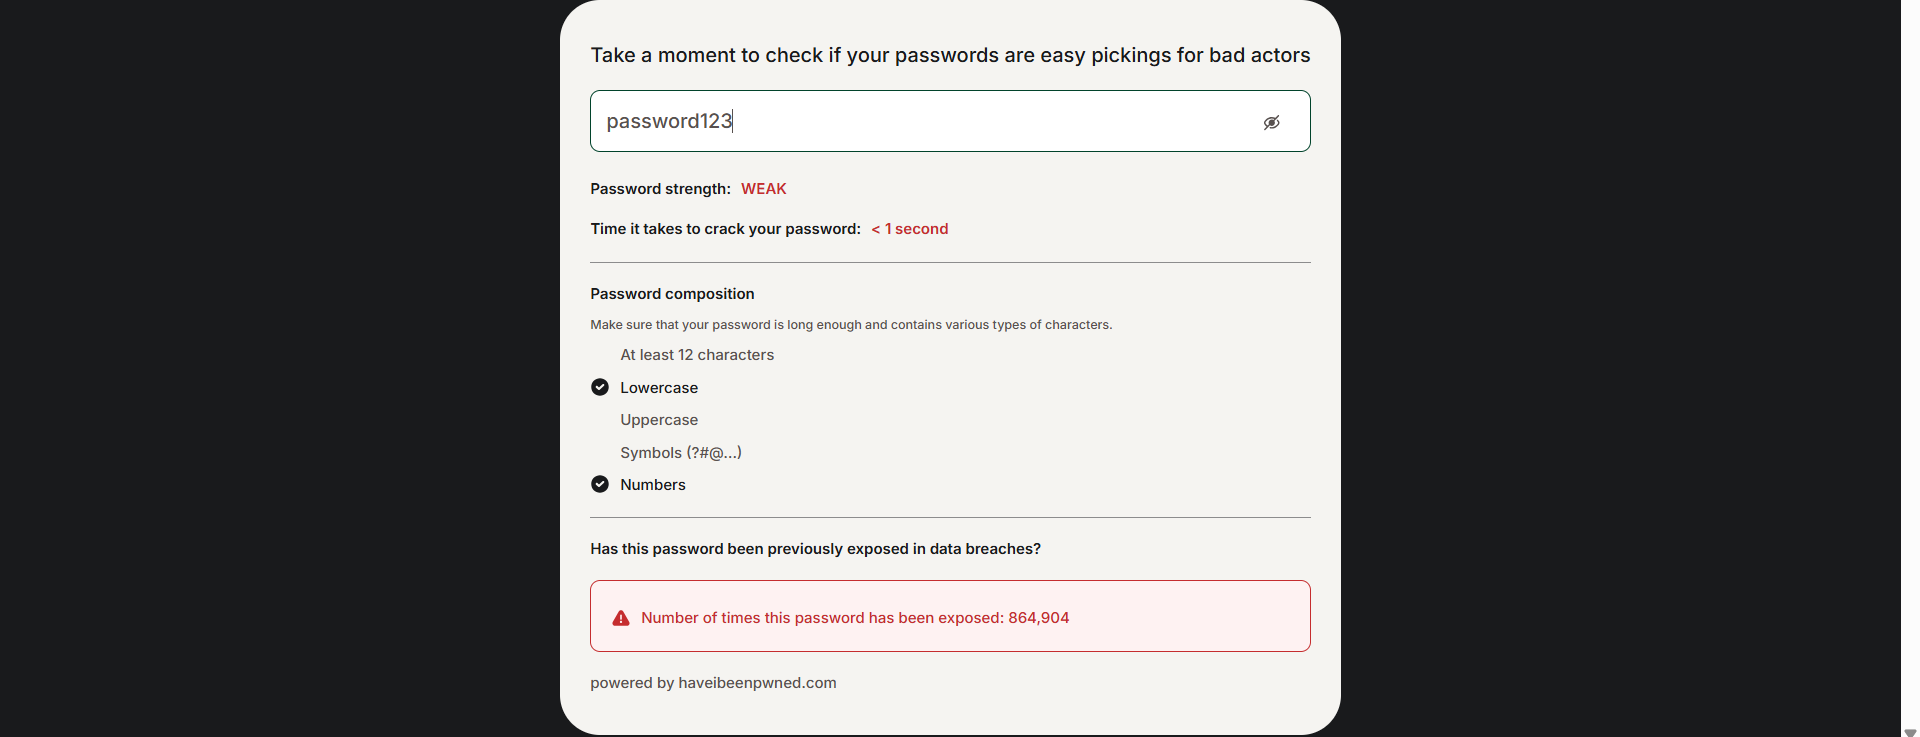 Take a moment to check if your passwords are easy pickings for bad actors
password123
Password strength: WEAK
Time it takes to crack your password: < 1 second
Password composition
Make sure that your password is long enough and contains various types of characters.
At least 12 characters
Lowercase
Uppercase
Symbols (?#@...)
Numbers
Has this password been previously exposed in data breaches?
Number of times this password has been exposed: 864,904
powered by haveibeenpwned.com